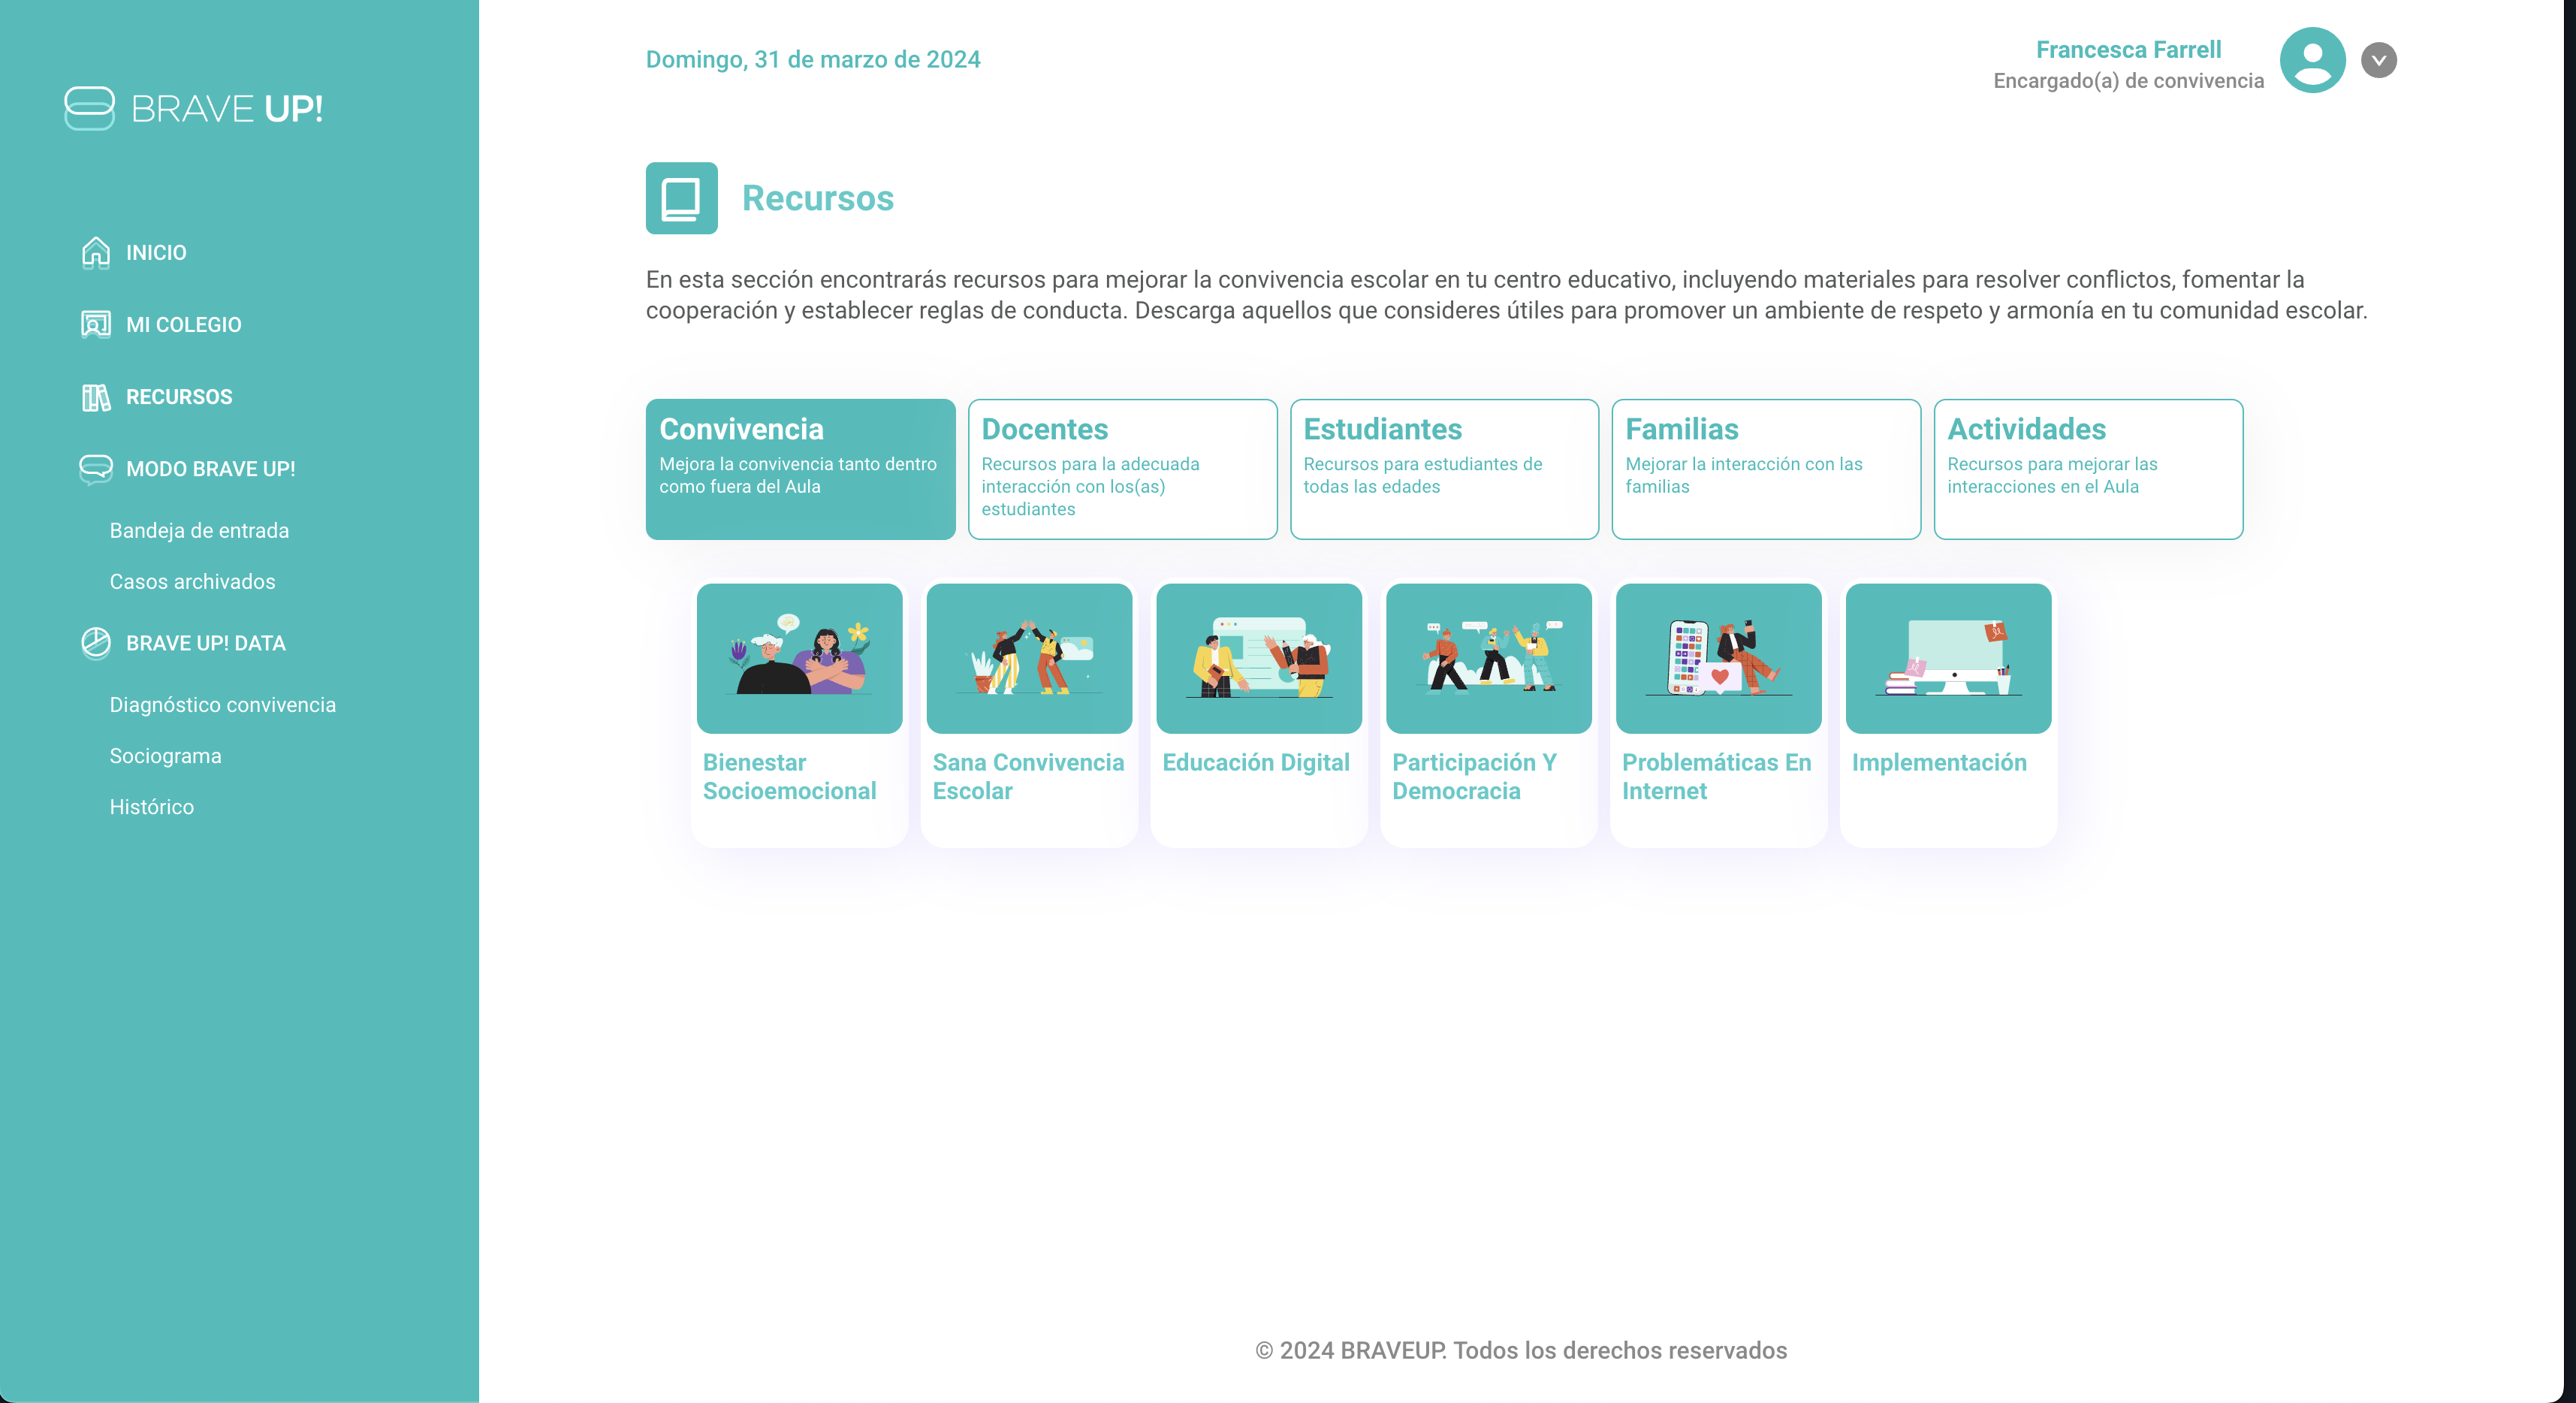 BRAVE UP!
INICIO
MI COLEGIO
RECURSOS
MODO BRAVE UP!
Bandeja de entrada
Casos archivados
BRAVE UP! DATA
Diagnóstico convivencia
Sociograma
Histórico
Domingo, 31 de marzo de 2024
Francesca Farrell
Encargado(a) de convivencia
Recursos
En esta sección encontrarás recursos para mejorar la convivencia escolar en tu centro educativo, incluyendo materiales para resolver conflictos, fomentar la
cooperación y establecer reglas de conducta. Descarga aquellos que consideres útiles para promover un ambiente de respeto y armonía en tu comunidad escolar.
Convivencia
Mejora la convivencia tanto dentro
como fuera del Aula
Docentes
Recursos para la adecuada
interacción con los(as)
estudiantes
Estudiantes
Recursos para estudiantes de
todas las edades
Familias
Mejorar la interacción con las
familias
Actividades
Recursos para mejorar las
interacciones en el Aula
Bienestar
Socioemocional
Sana Convivencia
Escolar
Educación Digital
Participación Y
Democracia
Problemáticas En
Internet
Implementación
© 2024 BRAVEUP. Todos los derechos reservados